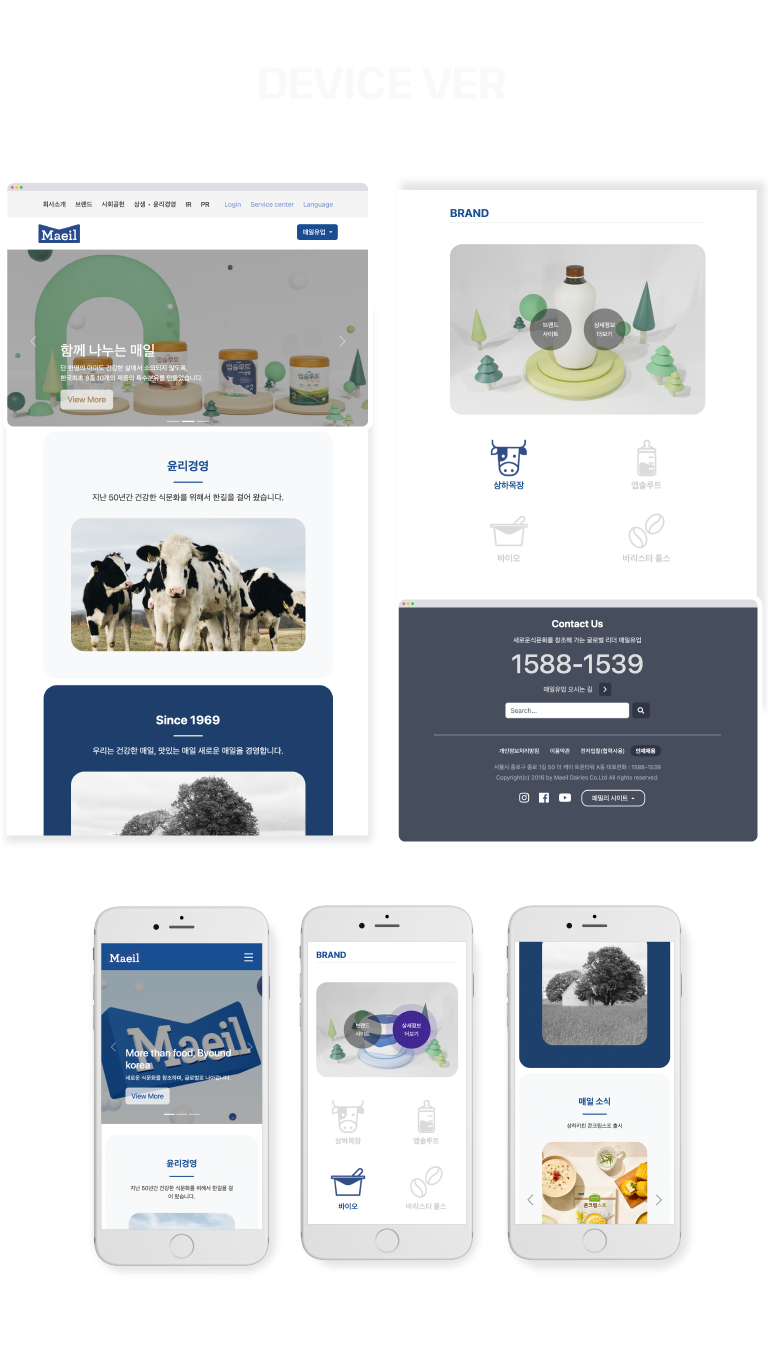 DEVICE VER
회사소개 브랜드 사회공헌 상생・윤리경영 IR PR Login Service center Language
Maeil
매일유업
함께 나누는 매일
단 한명의 아이도 건강한 삶에서 소외되지 않도록,
한국최초 8종 10개의 제품의 특수분유를 만들었습니다.
View More
앱솔루트
앱솔루트
앱솔루트
윤리경영
지난 50년간 건강한 식문화를 위해서 한길을 걸어 왔습니다.
Since 1969
우리는 건강한 매일, 맛있는 매일 새로운 매일을 경영합니다.
BRAND
브랜드
사이트
상세정보
더보기
상하목장
앱솔루트
바이오
바리스타 룰스
Contact Us
새로운식문화를 창조해 가는 글로벌 리더 매일유업
1588-1539
매일유업 오시는 길
Search...
개인정보처리방침 이용약관 전자입찰(협력사용) 인재채용
서울시 종로구 종로 1길 50 더 케이 트윈타워 A동 대표전화 : 1588-1539
Copyright(c) 2016 by Maeil Dairies Co.Ltd All rights reserved.
패밀리 사이트
Maeil
Maeil
More than food, Byound
korea
새로운 식문화를 창조하며, 글로벌로 나아갑니다.
View More
윤리경영
지난 50년간 건강한 식문화를 위해서 한길을 걸
어 왔습니다.
BRAND
브랜드
사이트
상세정보
더보기
상하목장
앱솔루트
바이오
바리스타 룰스
매일 소식
상하키친 콘크림스프 출시
콘크림스프